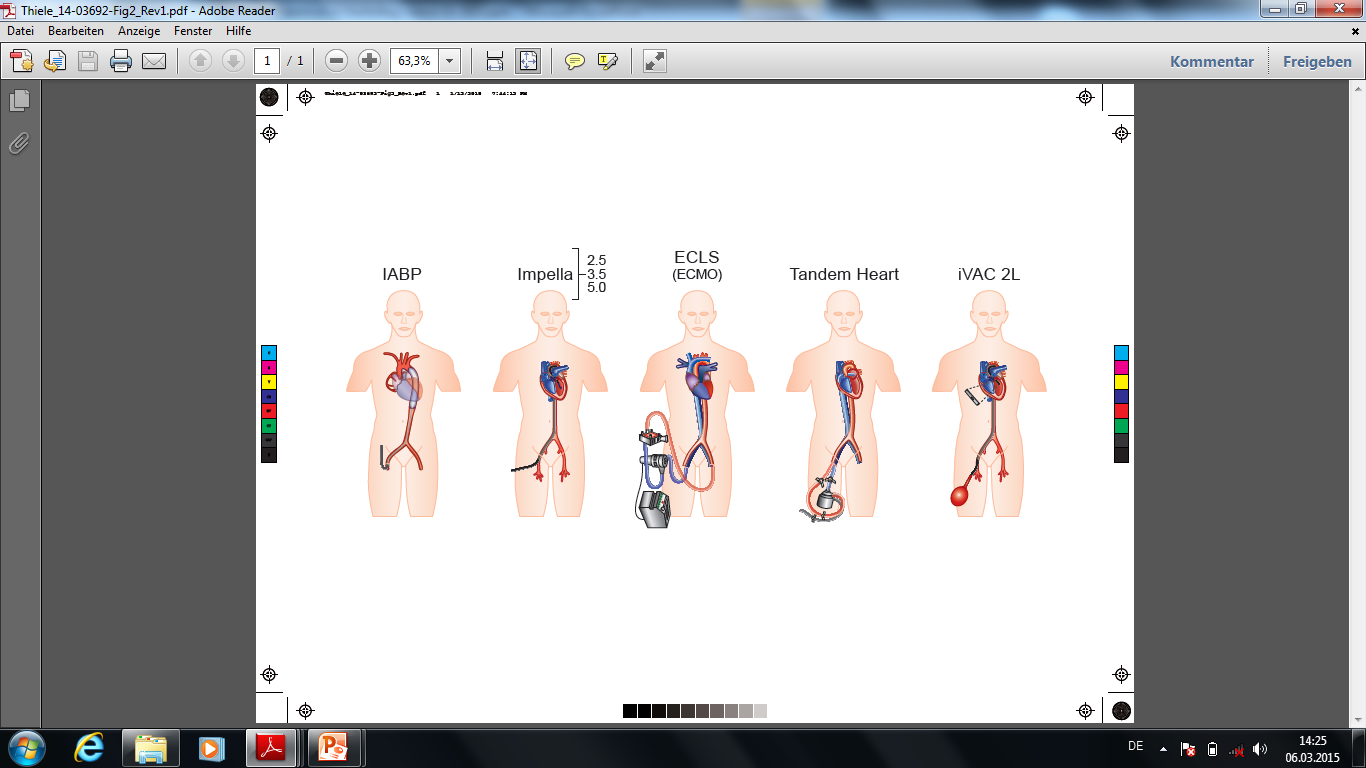 Thiele_14-03692-Fig2_Rev1.pdf - Adobe Reader
Datei Bearbeiten Anzeige Fenster Hilfe
1 / 1 63,3% Kommentar Freigeben
IABP
Impella 2.5 3.5 5.0
ECLS
(ECMO)
Tandem Heart
iVAC 2L
DE
14:25
06.03.2015